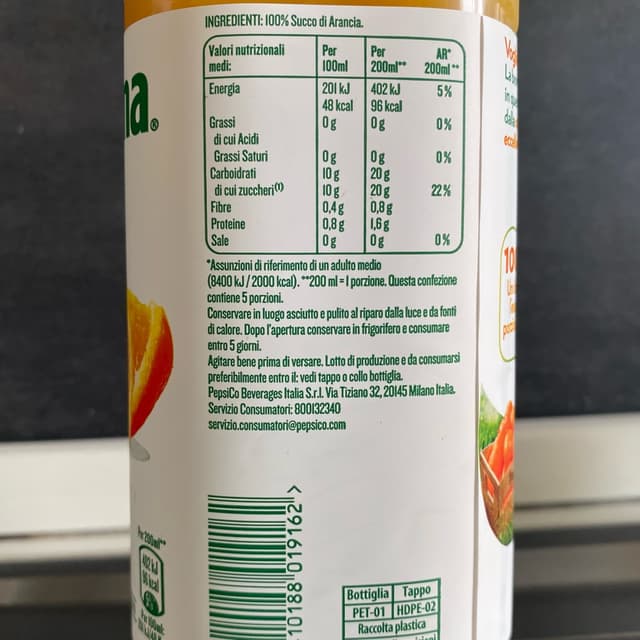 INGREDIENTI: 100% Succo di Arancia.
Valori nutrizionali medi: Per 100ml Per 200ml** AR* 200ml**
Energia 201 kJ 402 kJ 5%
48 kcal 96 kcal
Grassi 0g 0g 0%
di cui Acidi
Grassi Saturi 0g 0g 0%
Carboidrati 10g 20g
di cui zuccheri(1) 10g 20g 22%
Fibre 0,4g 0,8g
Proteine 0,8g 1,6g
Sale 0g 0g 0%
*Assunzioni di riferimento di un adulto medio
(8400 kJ/2000 kcal). **200 ml = 1 porzione. Questa confezione
contiene 5 porzioni.
Conservare in luogo asciutto e pulito al riparo dalla luce e da fonti
di calore. Dopo l'apertura conservare in frigorifero e consumare
entro 5 giorni.
Agitare bene prima di versare. Lotto di produzione e da consumarsi
preferibilmente entro il: vedi tappo o collo bottiglia.
PepsiCo Beverages Italia S.r.l. Via Tiziano 32, 20145 Milano Italia.
Servizio Consumatori: 800132340
servizio.consumatori@pepsico.com
10188 019162 >
Bottiglia Tappo
PET-01 HDPE-02
Raccolta plastica
Per 200ml**
402 kJ
96 kcal
Per 100ml:
na®
10